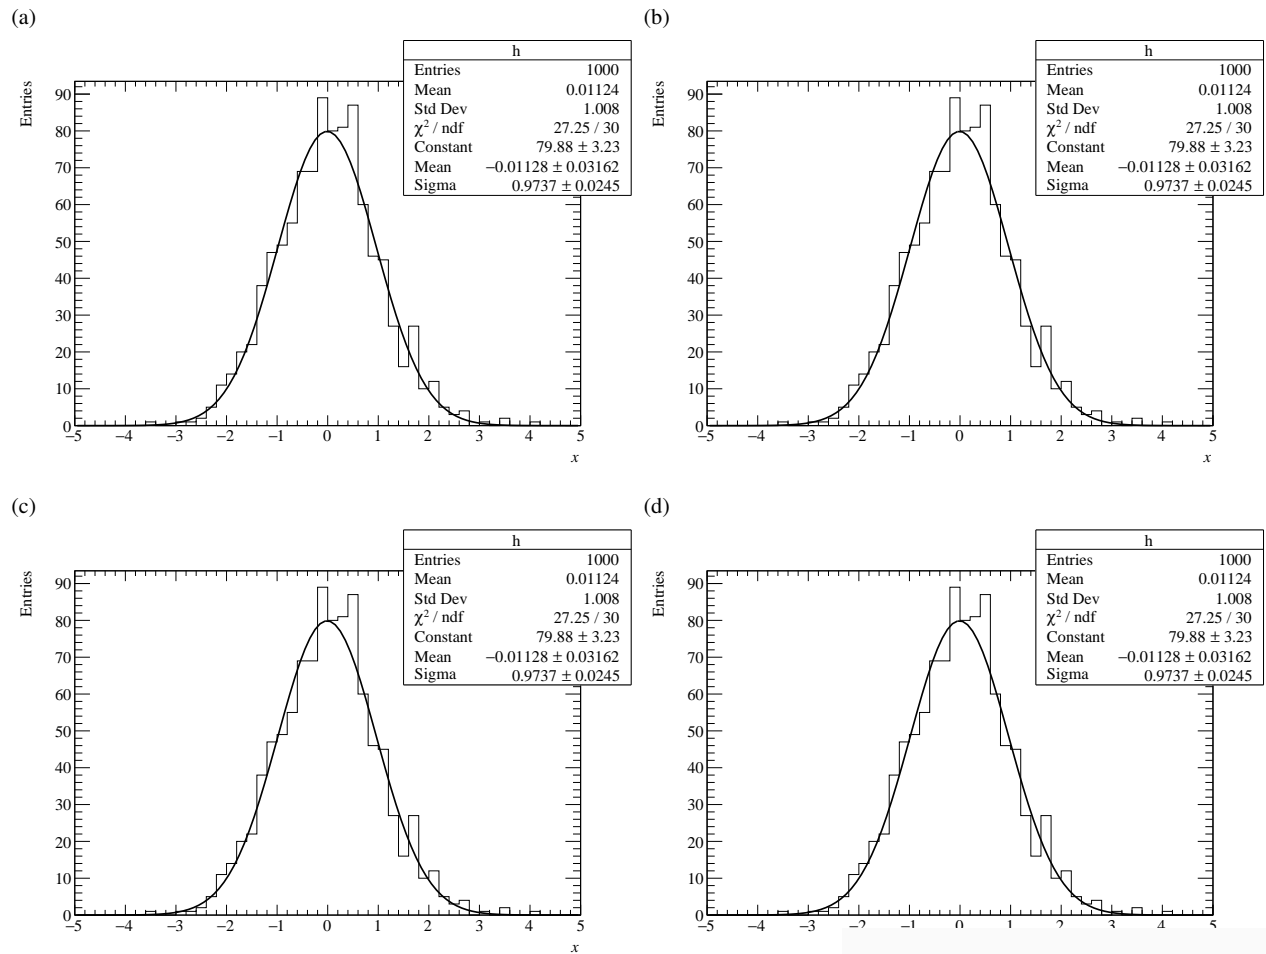 (a)
h
Entries 1000
Mean 0.01124
Std Dev 1.008
χ² / ndf 27.25 / 30
Constant 79.88 ± 3.23
Mean −0.01128 ± 0.03162
Sigma 0.9737 ± 0.0245
Entries
90
80
70
60
50
40
30
20
10
0
−5 −4 −3 −2 −1 0 1 2 3 4 5
x
(b)
h
Entries 1000
Mean 0.01124
Std Dev 1.008
χ² / ndf 27.25 / 30
Constant 79.88 ± 3.23
Mean −0.01128 ± 0.03162
Sigma 0.9737 ± 0.0245
Entries
90
80
70
60
50
40
30
20
10
0
−5 −4 −3 −2 −1 0 1 2 3 4 5
x
(c)
h
Entries 1000
Mean 0.01124
Std Dev 1.008
χ² / ndf 27.25 / 30
Constant 79.88 ± 3.23
Mean −0.01128 ± 0.03162
Sigma 0.9737 ± 0.0245
Entries
90
80
70
60
50
40
30
20
10
0
−5 −4 −3 −2 −1 0 1 2 3 4 5
x
(d)
h
Entries 1000
Mean 0.01124
Std Dev 1.008
χ² / ndf 27.25 / 30
Constant 79.88 ± 3.23
Mean −0.01128 ± 0.03162
Sigma 0.9737 ± 0.0245
Entries
90
80
70
60
50
40
30
20
10
0
−5 −4 −3